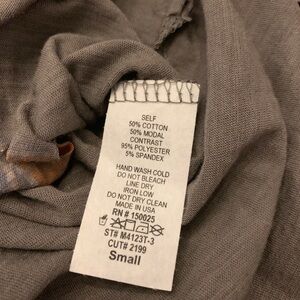 SELF
50% COTTON
50% MODAL
CONTRAST
95% POLYESTER
5% SPANDEX
HAND WASH COLD
DO NOT BLEACH
LINE DRY
IRON LOW
DO NOT DRY CLEAN
MADE IN USA
RN # 150025
ST# M4123T-3
CUT# 2199
Small